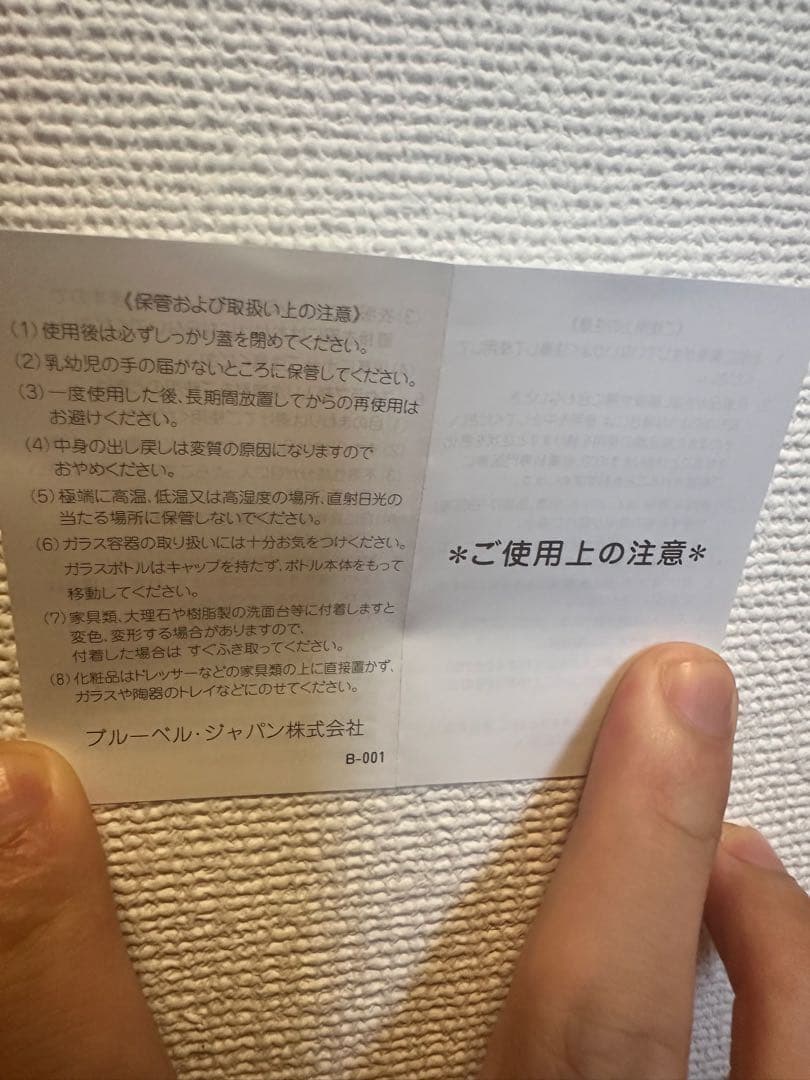 《保管および取扱い上の注意》
(1)使用後は必ずしっかり蓋を閉めてください。
(2)乳幼児の手の届かないところに保管してください。
(3)一度使用した後、長期間放置してからの再使用は
お避けください。
(4)中身の出し戻しは変質の原因になりますので
おやめください。
(5)極端に高温、低温又は高湿度の場所、直射日光の
当たる場所に保管しないでください。
(6)ガラス容器の取り扱いには十分お気をつけください。
ガラスボトルはキャップを持たず、ボトル本体をもって
移動してください。
(7)家具類、大理石や樹脂製の洗面台等に付着しますと
変色、変形する場合がありますので、
付着した場合は すぐふき取ってください。
(8)化粧品はドレッサーなどの家具類の上に直接置かず、
ガラスや陶器のトレイなどにのせてください。
ブルーベル・ジャパン株式会社
B-001
*ご使用上の注意*